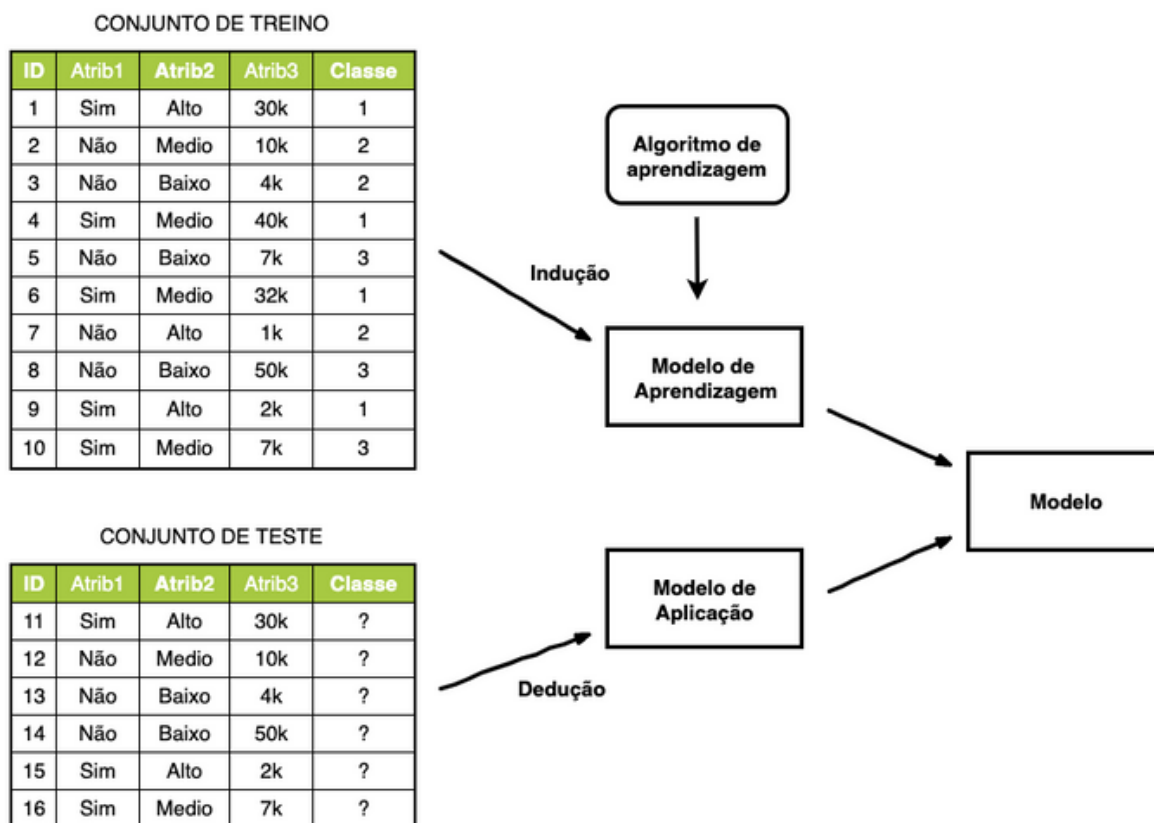 CONJUNTO DE TREINO
ID Atrib1 Atrib2 Atrib3 Classe
1 Sim Alto 30k 1
2 Não Medio 10k 2
3 Não Baixo 4k 2
4 Sim Medio 40k 1
5 Não Baixo 7k 3
6 Sim Medio 32k 1
7 Não Alto 1k 2
8 Não Baixo 50k 3
9 Sim Alto 2k 1
10 Sim Medio 7k 3
Algoritmo de
aprendizagem
Indução
Modelo de
Aprendizagem
Modelo
CONJUNTO DE TESTE
ID Atrib1 Atrib2 Atrib3 Classe
11 Sim Alto 30k ?
12 Não Medio 10k ?
13 Não Baixo 4k ?
14 Não Baixo 50k ?
15 Sim Alto 2k ?
16 Sim Medio 7k ?
Dedução
Modelo de
Aplicação